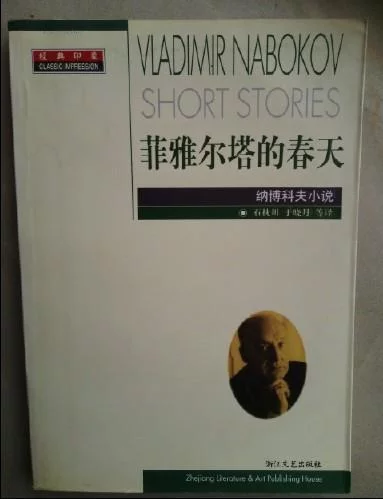 经典印象
CLASSIC IMPRESSION
VLADIMIR NABOKOV
SHORT STORIES
菲雅尔塔的春天
纳博科夫小说
石枕川 于晓丹 等译
浙江文艺出版社
Zhejiang Literature & Art Publishing House